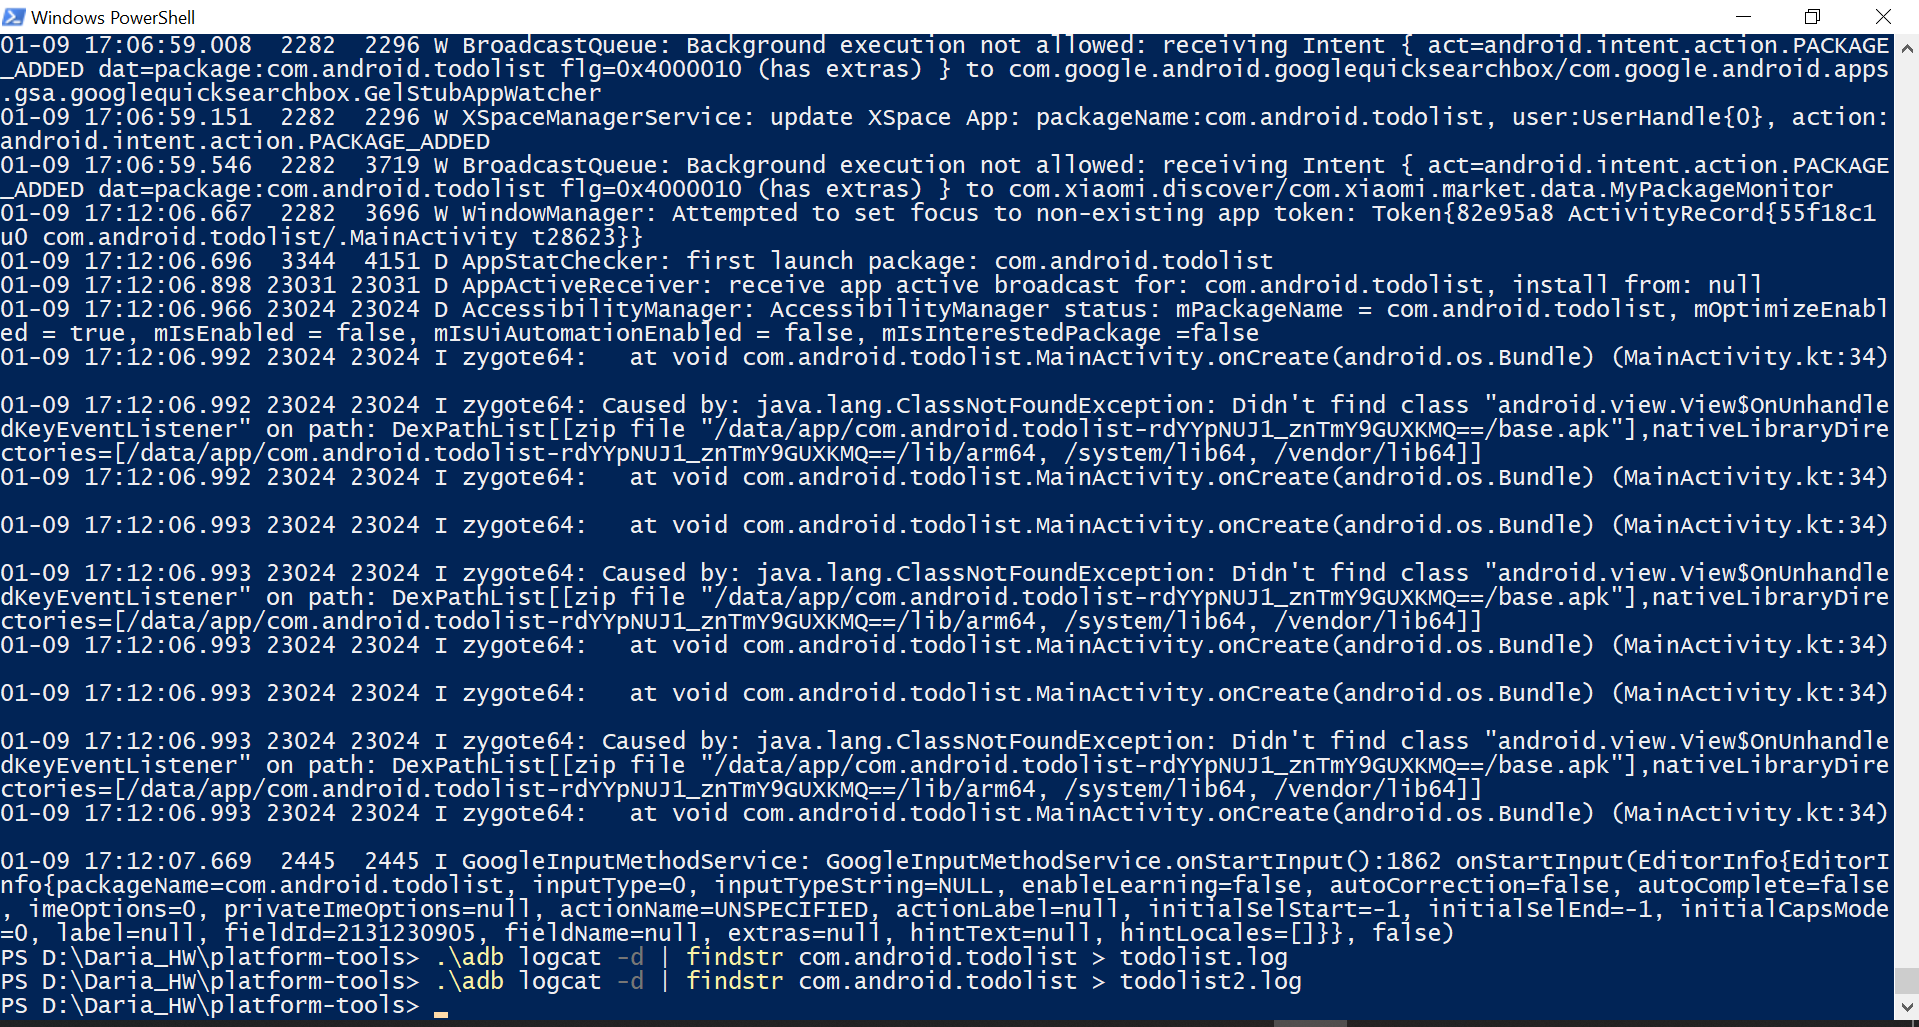 Windows PowerShell
01-09 17:06:59.008  2282  2296 W BroadcastQueue: Background execution not allowed: receiving Intent { act=android.intent.action.PACKAGE
_ADDED dat=package:com.android.todolist flg=0x4000010 (has extras) } to com.google.android.googlequicksearchbox/com.google.android.apps
.gsa.googlequicksearchbox.GelStubAppWatcher
01-09 17:06:59.151  2282  2296 W XSpaceManagerService: update XSpace App: packageName:com.android.todolist, user:UserHandle{0}, action:
android.intent.action.PACKAGE_ADDED
01-09 17:06:59.546  2282  3719 W BroadcastQueue: Background execution not allowed: receiving Intent { act=android.intent.action.PACKAGE
_ADDED dat=package:com.android.todolist flg=0x4000010 (has extras) } to com.xiaomi.discover/com.xiaomi.market.data.MyPackageMonitor
01-09 17:12:06.667  2282  3696 W WindowManager: Attempted to set focus to non-existing app token: Token{82e95a8 ActivityRecord{55f18c1
u0 com.android.todolist/.MainActivity t28623}}
01-09 17:12:06.696  3344  4151 D AppStatChecker: first launch package: com.android.todolist
01-09 17:12:06.898 23031 23031 D AppActiveReceiver: receive app active broadcast for: com.android.todolist, install from: null
01-09 17:12:06.966 23024 23024 D AccessibilityManager: AccessibilityManager status: mPackageName = com.android.todolist, mOptimizeEnabl
ed = true, mIsEnabled = false, mIsUiAutomationEnabled = false, mIsInterestedPackage =false
01-09 17:12:06.992 23024 23024 I zygote64:   at void com.android.todolist.MainActivity.onCreate(android.os.Bundle) (MainActivity.kt:34)
01-09 17:12:06.992 23024 23024 I zygote64: Caused by: java.lang.ClassNotFoundException: Didn't find class "android.view.View$OnUnhandle
dKeyEventListener" on path: DexPathList[[zip file "/data/app/com.android.todolist-rdYYpNUJ1_znTmY9GUXKMQ==/base.apk"],nativeLibraryDire
ctories=[/data/app/com.android.todolist-rdYYpNUJ1_znTmY9GUXKMQ==/lib/arm64, /system/lib64, /vendor/lib64]]
01-09 17:12:06.992 23024 23024 I zygote64:   at void com.android.todolist.MainActivity.onCreate(android.os.Bundle) (MainActivity.kt:34)
01-09 17:12:06.993 23024 23024 I zygote64:   at void com.android.todolist.MainActivity.onCreate(android.os.Bundle) (MainActivity.kt:34)
01-09 17:12:06.993 23024 23024 I zygote64: Caused by: java.lang.ClassNotFoundException: Didn't find class "android.view.View$OnUnhandle
dKeyEventListener" on path: DexPathList[[zip file "/data/app/com.android.todolist-rdYYpNUJ1_znTmY9GUXKMQ==/base.apk"],nativeLibraryDire
ctories=[/data/app/com.android.todolist-rdYYpNUJ1_znTmY9GUXKMQ==/lib/arm64, /system/lib64, /vendor/lib64]]
01-09 17:12:06.993 23024 23024 I zygote64:   at void com.android.todolist.MainActivity.onCreate(android.os.Bundle) (MainActivity.kt:34)
01-09 17:12:06.993 23024 23024 I zygote64:   at void com.android.todolist.MainActivity.onCreate(android.os.Bundle) (MainActivity.kt:34)
01-09 17:12:06.993 23024 23024 I zygote64: Caused by: java.lang.ClassNotFoundException: Didn't find class "android.view.View$OnUnhandle
dKeyEventListener" on path: DexPathList[[zip file "/data/app/com.android.todolist-rdYYpNUJ1_znTmY9GUXKMQ==/base.apk"],nativeLibraryDire
ctories=[/data/app/com.android.todolist-rdYYpNUJ1_znTmY9GUXKMQ==/lib/arm64, /system/lib64, /vendor/lib64]]
01-09 17:12:06.993 23024 23024 I zygote64:   at void com.android.todolist.MainActivity.onCreate(android.os.Bundle) (MainActivity.kt:34)
01-09 17:12:07.669  2445  2445 I GoogleInputMethodService: GoogleInputMethodService.onStartInput():1862 onStartInput(EditorInfo{EditorI
nfo{packageName=com.android.todolist, inputType=0, inputTypeString=NULL, enableLearning=false, autoCorrection=false, autoComplete=false
, imeOptions=0, privateImeOptions=null, actionName=UNSPECIFIED, actionLabel=null, initialSelStart=-1, initialSelEnd=-1, initialCapsMode
=0, label=null, fieldId=2131230905, fieldName=null, extras=null, hintText=null, hintLocales=[]}}, false)
PS D:\Daria_HW\platform-tools> .\adb logcat -d | findstr com.android.todolist > todolist.log
PS D:\Daria_HW\platform-tools> .\adb logcat -d | findstr com.android.todolist > todolist2.log
PS D:\Daria_HW\platform-tools>